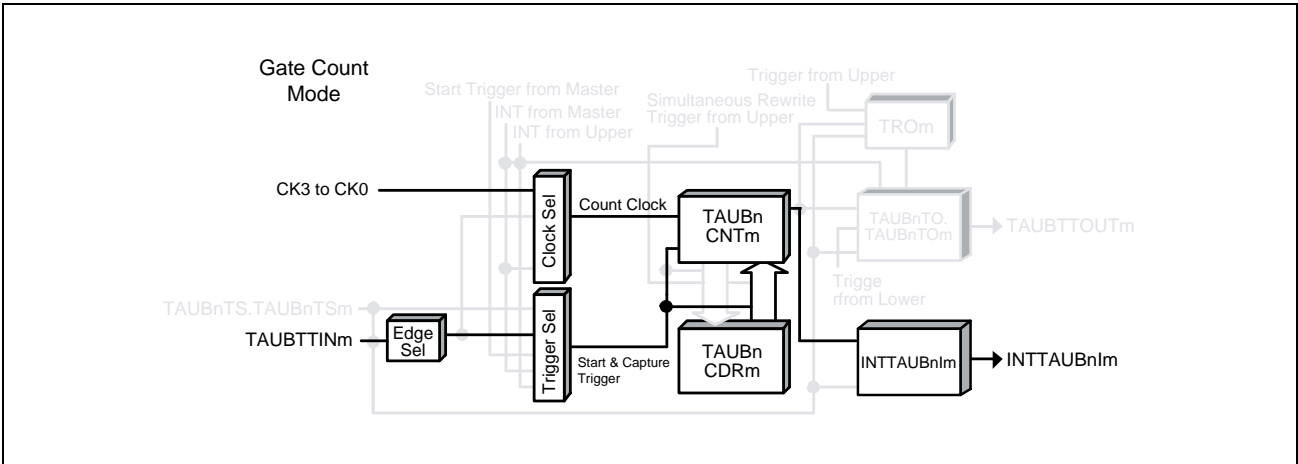 Gate Count
Mode
Trigger from Upper
Start Trigger from Master
Simultaneous Rewrite
Trigger from Upper
INT from Master
INT from Upper
TROm
CK3 to CK0
Clock Sel
Count Clock
TAUBn
CNTm
TAUBnTO.
TAUBnTOm
TAUBTTOUTm
Trigge
rfrom Lower
TAUBnTS.TAUBnTSm
TAUBTTINm
Edge
Sel
Trigger Sel
Start & Capture
Trigger
TAUBn
CDRm
INTTAUBnIm
INTTAUBnIm